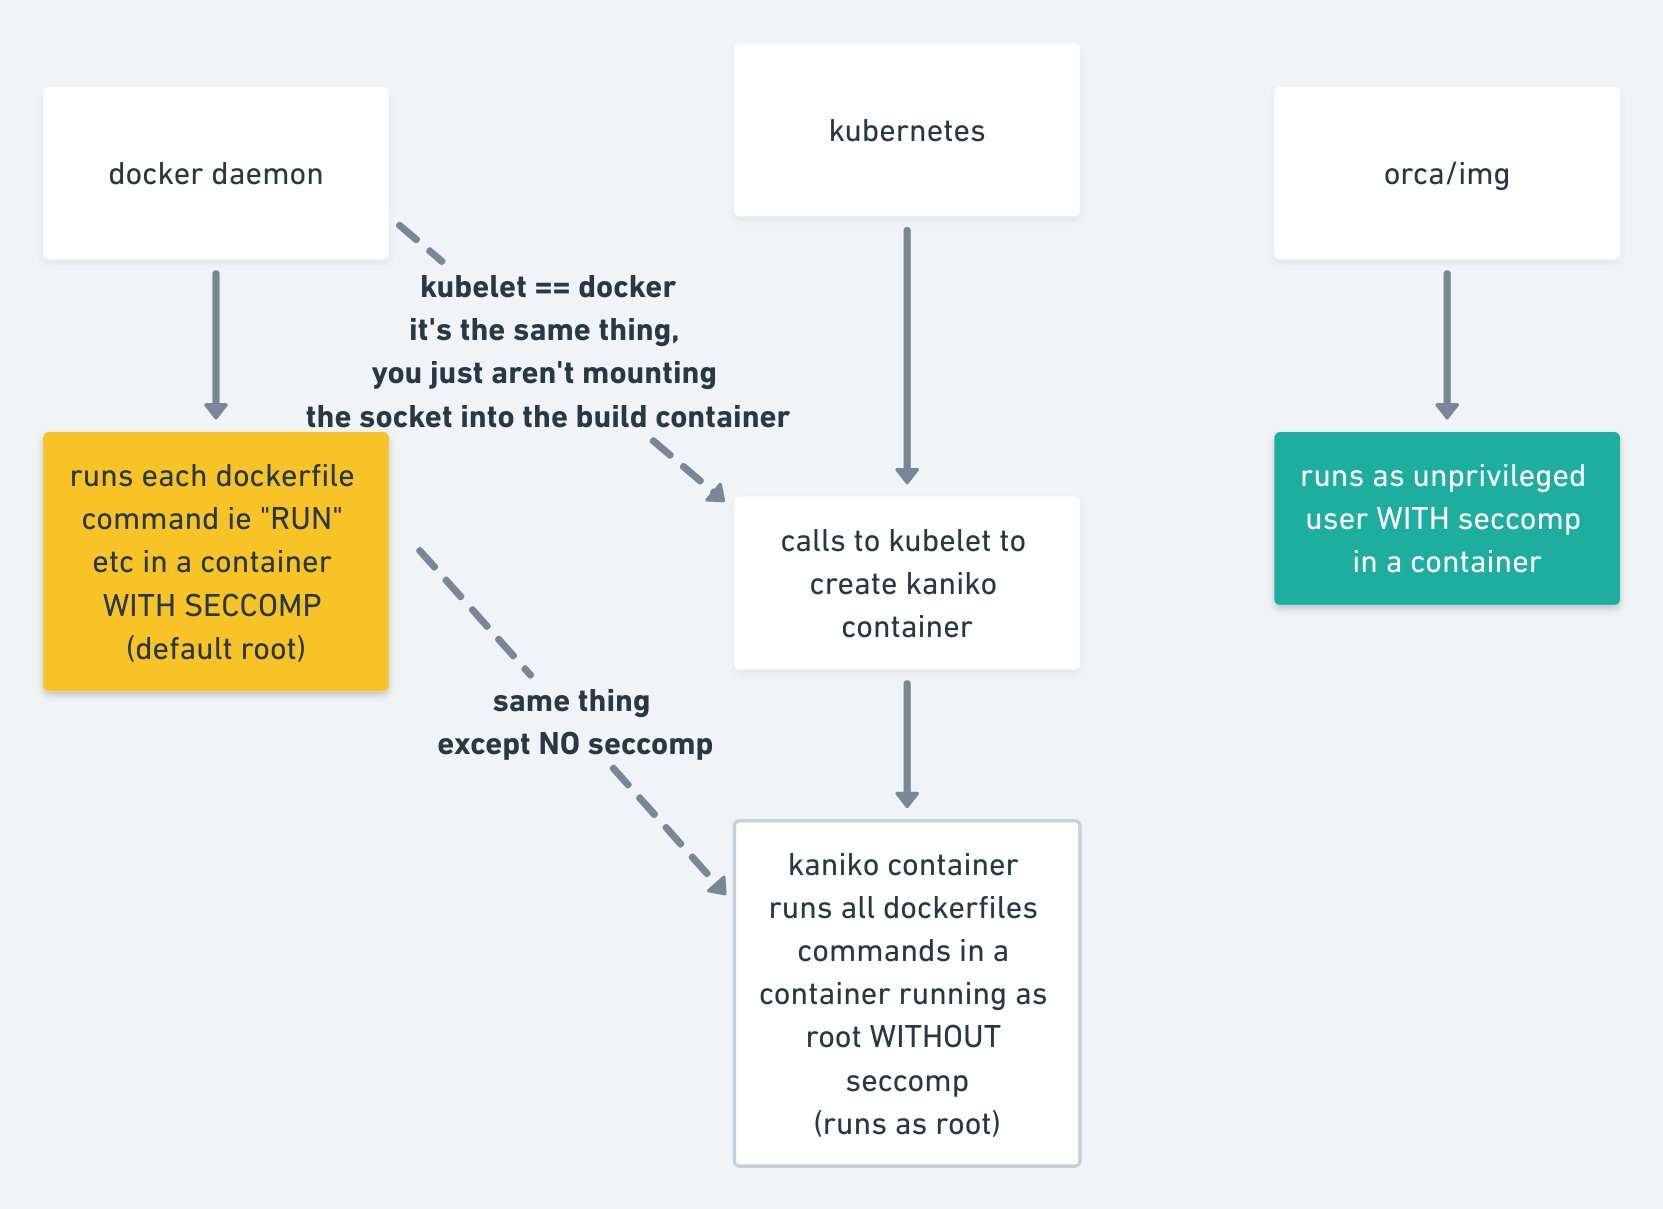 docker daemon
kubernetes
orca/img
kubelet == docker
it's the same thing,
you just aren't mounting
the socket into the build container
runs each dockerfile
command ie "RUN"
etc in a container
WITH SECCOMP
(default root)
calls to kubelet to
create kaniko
container
runs as unprivileged
user WITH seccomp
in a container
same thing
except NO seccomp
kaniko container
runs all dockerfiles
commands in a
container running as
root WITHOUT
seccomp
(runs as root)